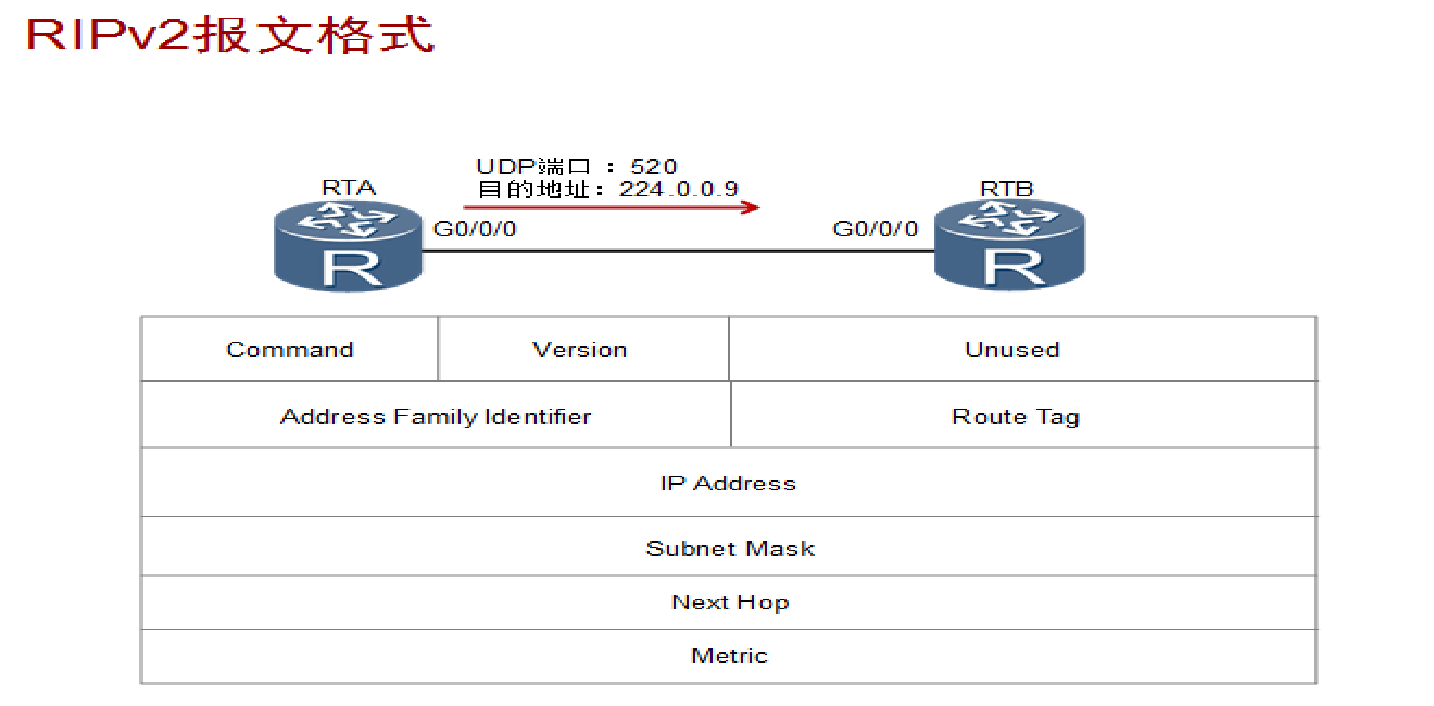 RIPv2报文格式
UDP端口 : 520
目的地址: 224.0.0.9
RTA
RTB
G0/0/0
G0/0/0
R
R
Command
Version
Unused
Address Family Identifier
Route Tag
IP Address
Subnet Mask
Next Hop
Metric